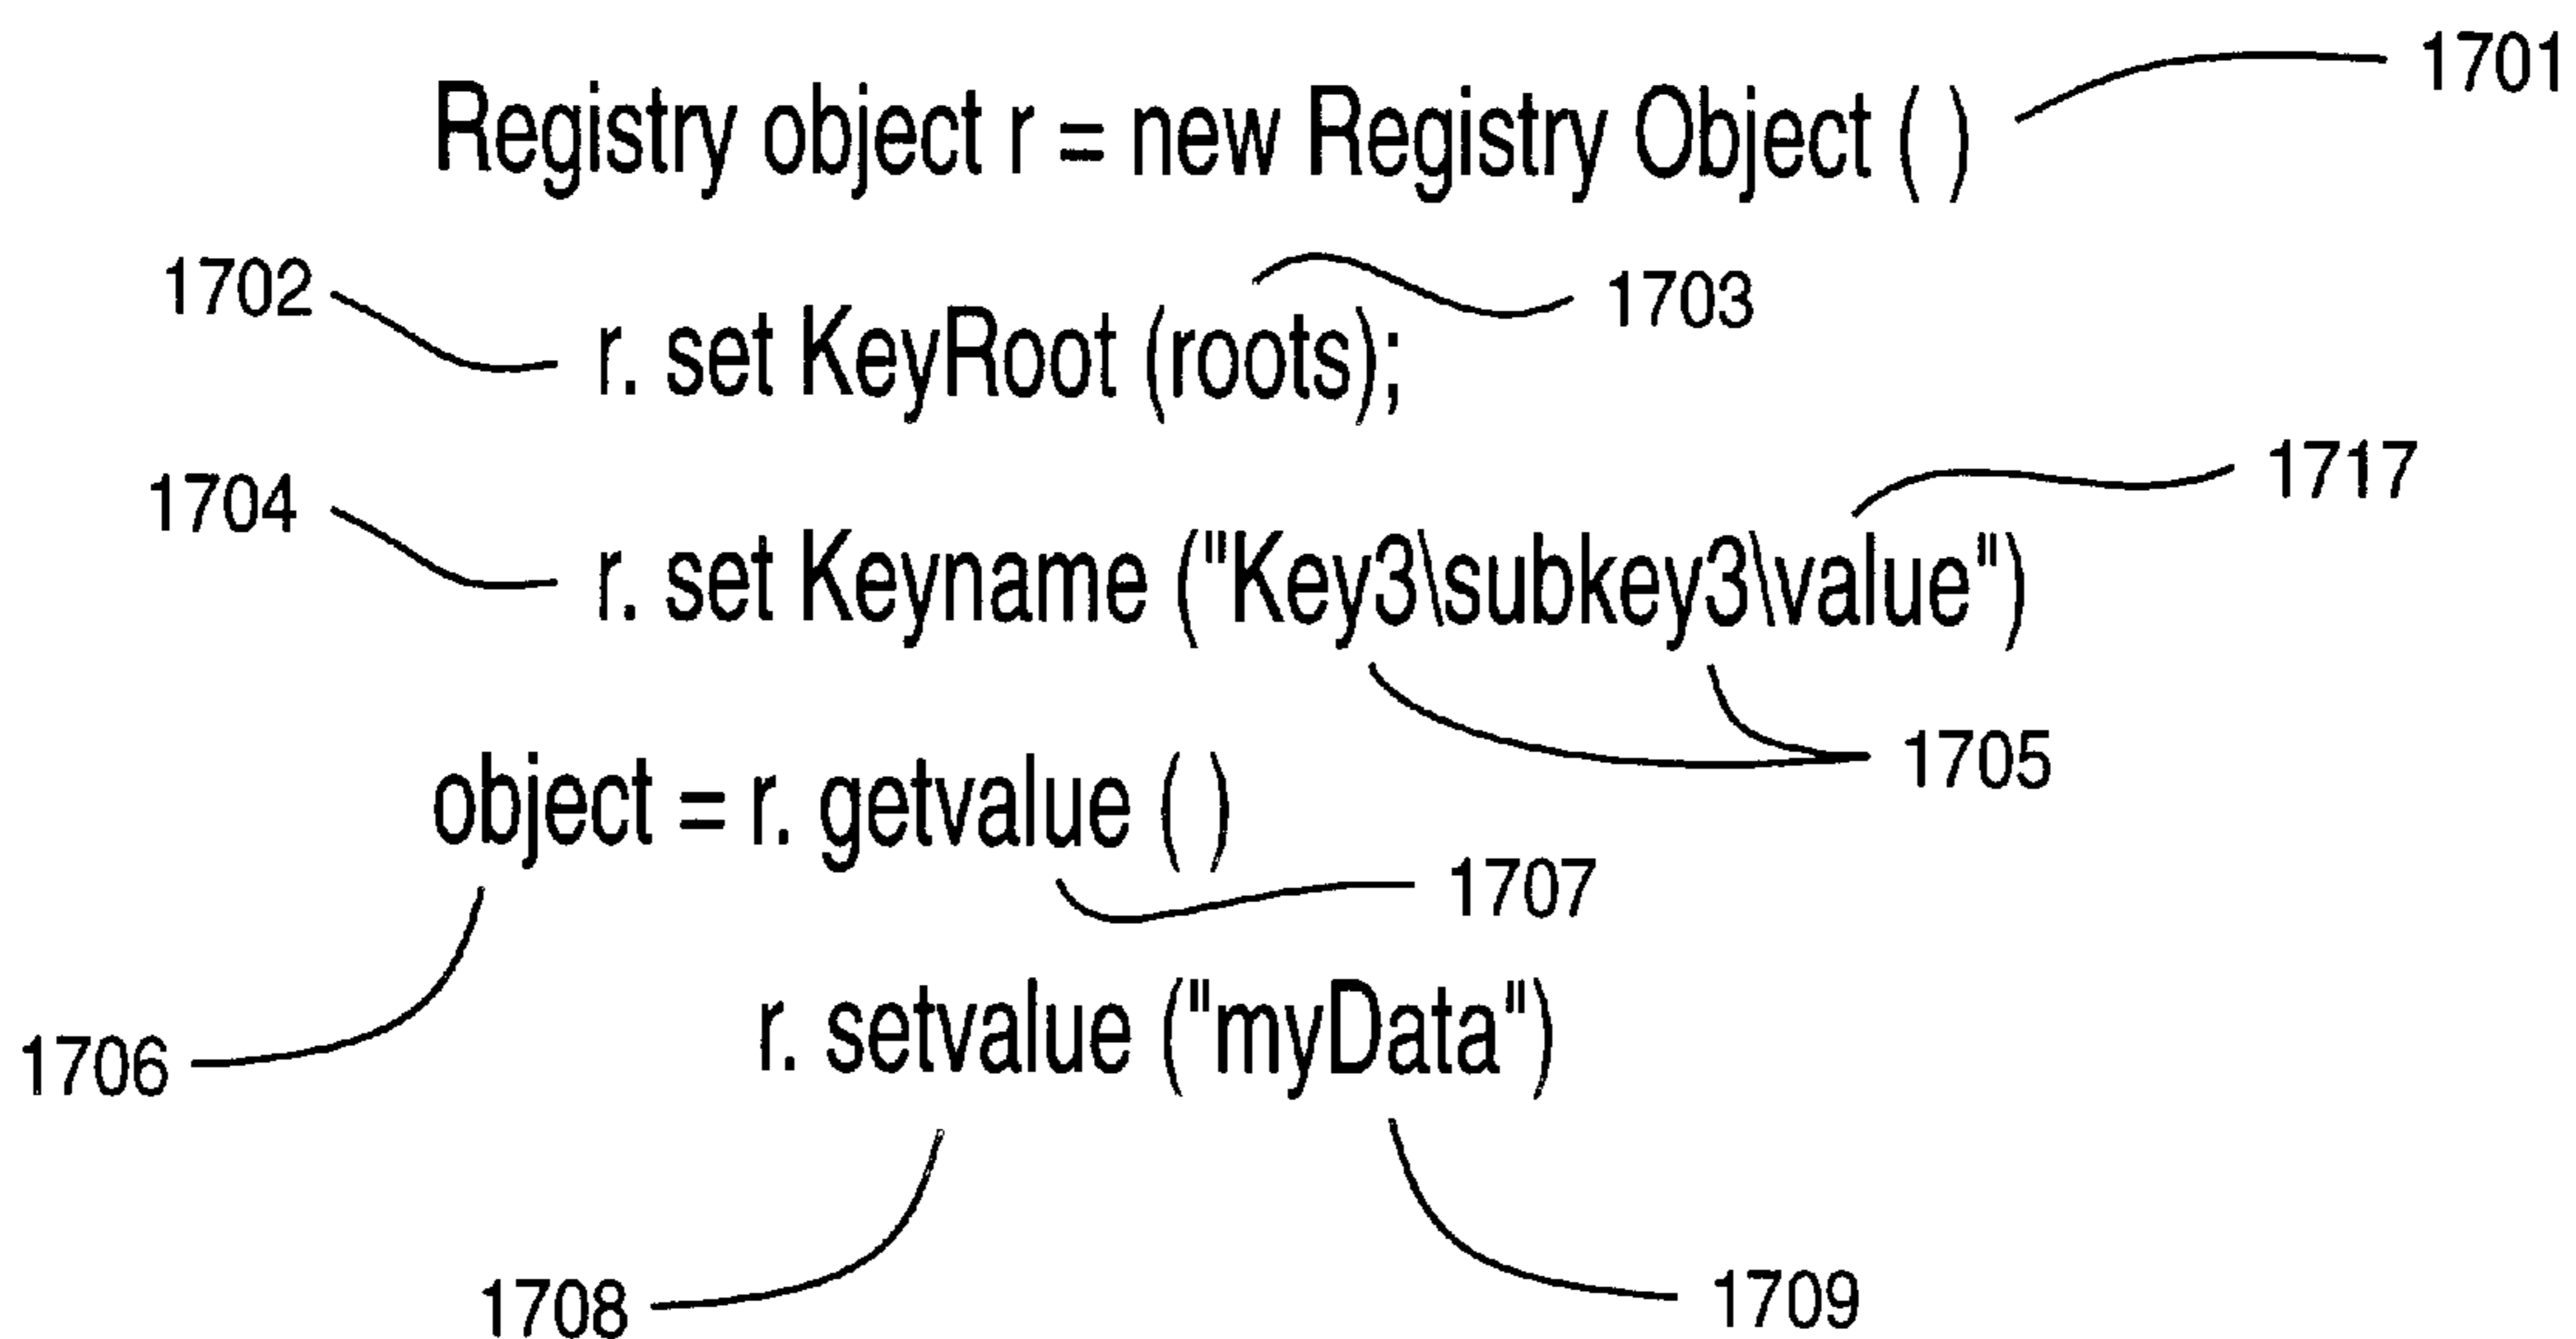 1701
Registry object r = new Registry Object ( )
1702
1703
r. set KeyRoot (roots);
1704
1717
r. set Keyname ("Key3\subkey3\value")
1705
object = r. getvalue ( )
1707
1706
r. setvalue ("myData")
1708
1709